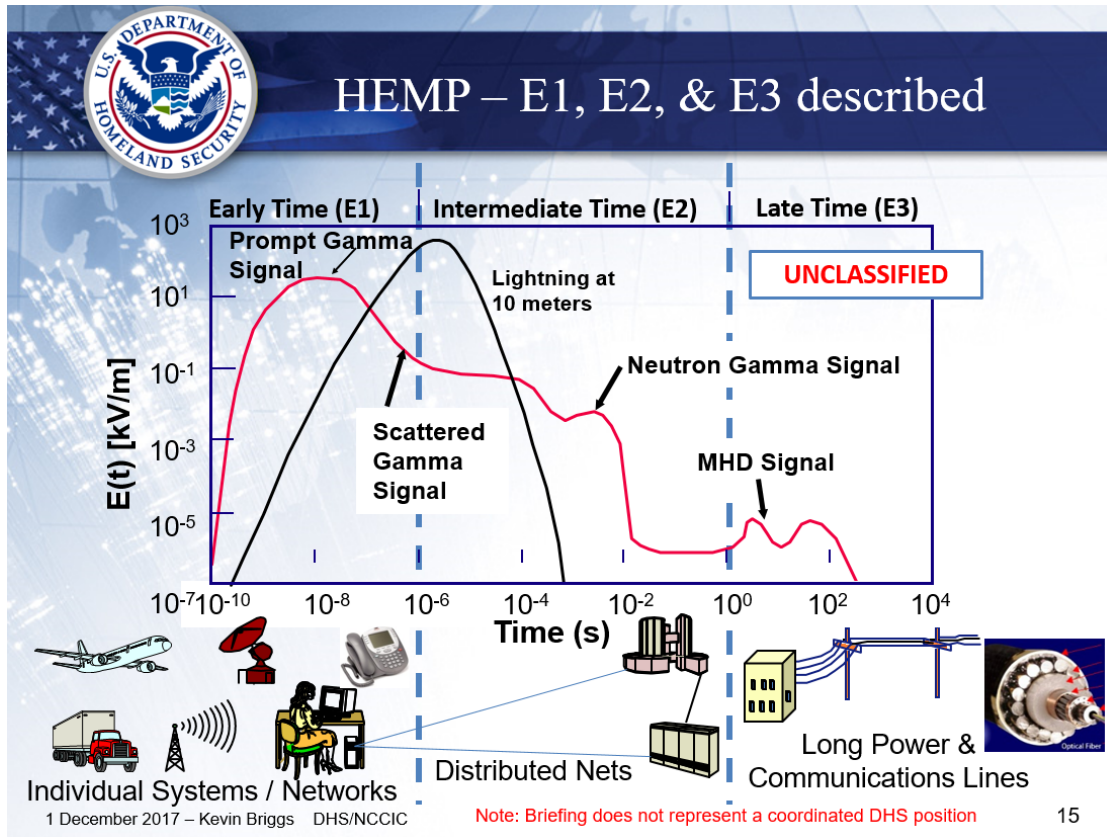 U.S. DEPARTMENT OF
HOMELAND SECURITY
HEMP – E1, E2, & E3 described
Early Time (E1)
Intermediate Time (E2)
Late Time (E3)
Prompt Gamma
Signal
Lightning at
10 meters
UNCLASSIFIED
Neutron Gamma Signal
Scattered
Gamma
Signal
MHD Signal
E(t) [kV/m]
10³
10¹
10⁻¹
10⁻³
10⁻⁵
10⁻⁷
10⁻¹⁰ 10⁻⁸ 10⁻⁶ 10⁻⁴ 10⁻² 10⁰ 10² 10⁴
Time (s)
Optical Fiber
Individual Systems / Networks
Distributed Nets
Long Power &
Communications Lines
1 December 2017 – Kevin Briggs DHS/NCCIC
Note: Briefing does not represent a coordinated DHS position
15